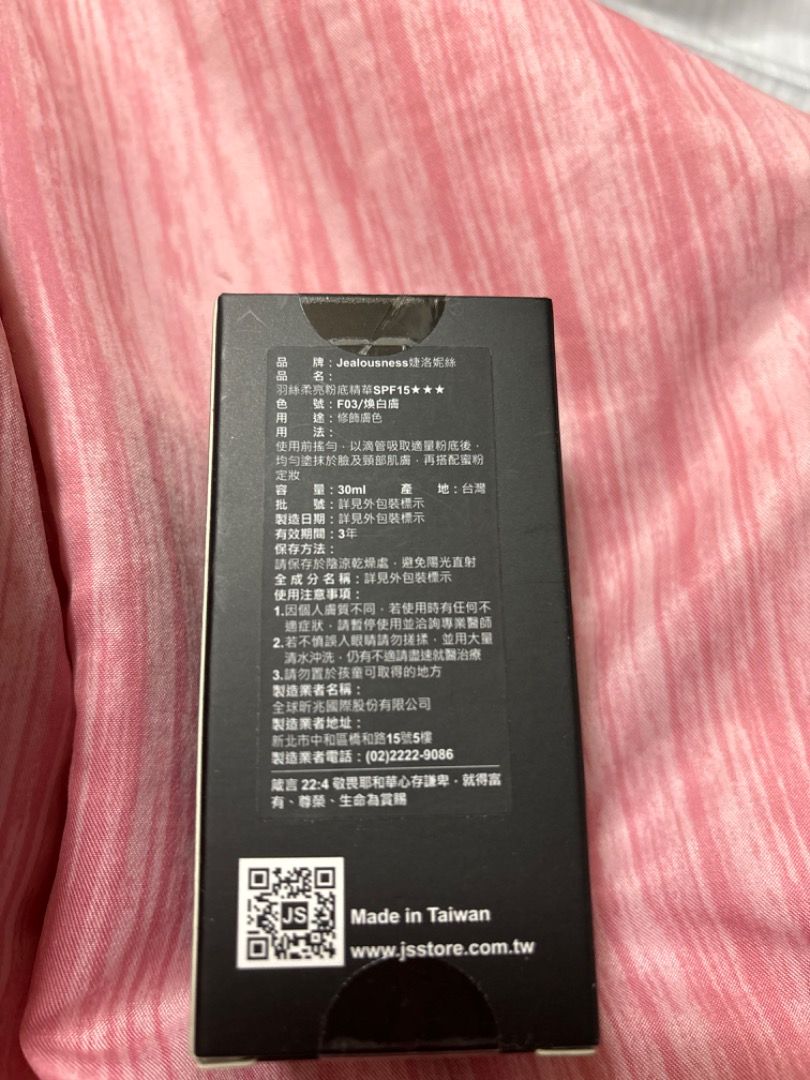 品 牌：Jealousness婕洛妮絲
品 名：
羽絲柔亮粉底精華SPF15★★★
色 號：F03/煥白膚
用 途：修飾膚色
用 法：
使用前搖勻，以滴管吸取適量粉底後，
均勻塗抹於臉及頸部肌膚，再搭配蜜粉
定妝
容 量：30ml 產 地：台灣
批 號：詳見外包裝標示
製造日期：詳見外包裝標示
有效期間：3年
保存方法：
請保存於陰涼乾燥處，避免陽光直射
全成分名稱：詳見外包裝標示
使用注意事項：
1.因個人膚質不同，若使用時有任何不
適症狀，請暫停使用並洽詢專業醫師
2.若不慎誤入眼睛請勿搓揉，並用大量
清水沖洗，仍有不適請盡速就醫治療
3.請勿置於孩童可取得的地方
製造業者名稱：
全球昕兆國際股份有限公司
製造業者地址：
新北市中和區橋和路15號5樓
製造業者電話：(02)2222-9086
箴言 22:4 敬畏耶和華心存謙卑，就得富
有、尊榮、生命為賞賜
JS
Made in Taiwan
www.jsstore.com.tw